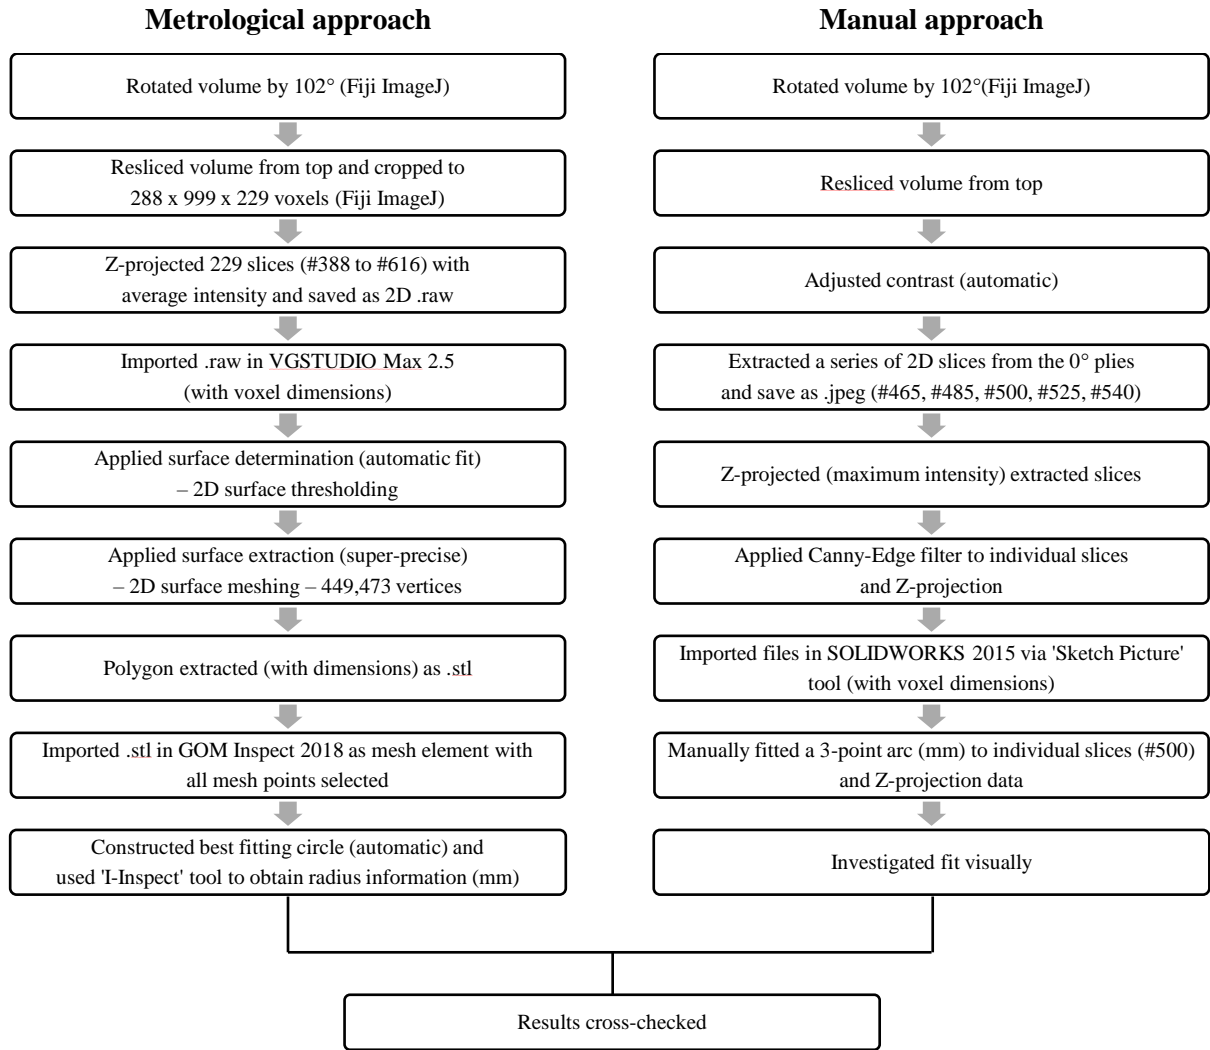 Metrological approach
Rotated volume by 102° (Fiji ImageJ)
Resliced volume from top and cropped to
288 x 999 x 229 voxels (Fiji ImageJ)
Z-projected 229 slices (#388 to #616) with
average intensity and saved as 2D .raw
Imported .raw in VGSTUDIO Max 2.5
(with voxel dimensions)
Applied surface determination (automatic fit)
– 2D surface thresholding
Applied surface extraction (super-precise)
– 2D surface meshing – 449,473 vertices
Polygon extracted (with dimensions) as .stl
Imported .stl in GOM Inspect 2018 as mesh element with
all mesh points selected
Constructed best fitting circle (automatic) and
used 'I-Inspect' tool to obtain radius information (mm)
Manual approach
Rotated volume by 102°(Fiji ImageJ)
Resliced volume from top
Adjusted contrast (automatic)
Extracted a series of 2D slices from the 0° plies
and save as .jpeg (#465, #485, #500, #525, #540)
Z-projected (maximum intensity) extracted slices
Applied Canny-Edge filter to individual slices
and Z-projection
Imported files in SOLIDWORKS 2015 via 'Sketch Picture'
tool (with voxel dimensions)
Manually fitted a 3-point arc (mm) to individual slices (#500)
and Z-projection data
Investigated fit visually
Results cross-checked